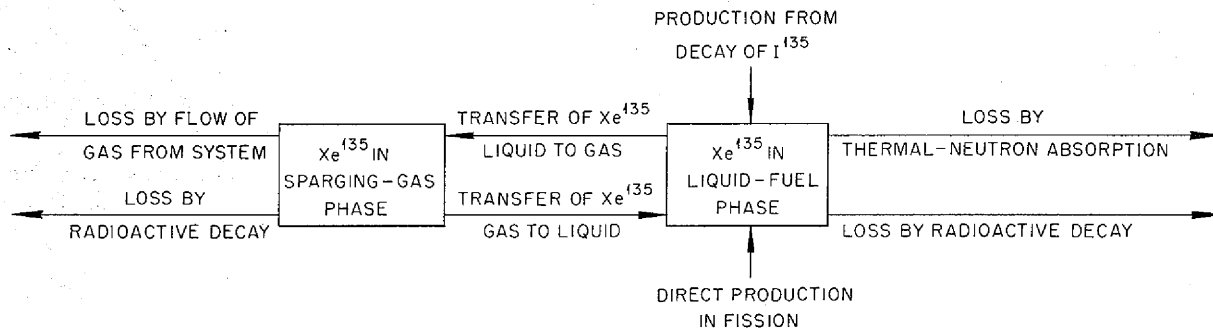 PRODUCTION FROM
DECAY OF I¹³⁵
LOSS BY FLOW OF
GAS FROM SYSTEM
LOSS BY
RADIOACTIVE DECAY
Xe¹³⁵ IN
SPARGING-GAS
PHASE
TRANSFER OF Xe¹³⁵
LIQUID TO GAS
TRANSFER OF Xe¹³⁵
GAS TO LIQUID
Xe¹³⁵ IN
LIQUID-FUEL
PHASE
LOSS BY
THERMAL-NEUTRON ABSORPTION
LOSS BY RADIOACTIVE DECAY
DIRECT PRODUCTION
IN FISSION